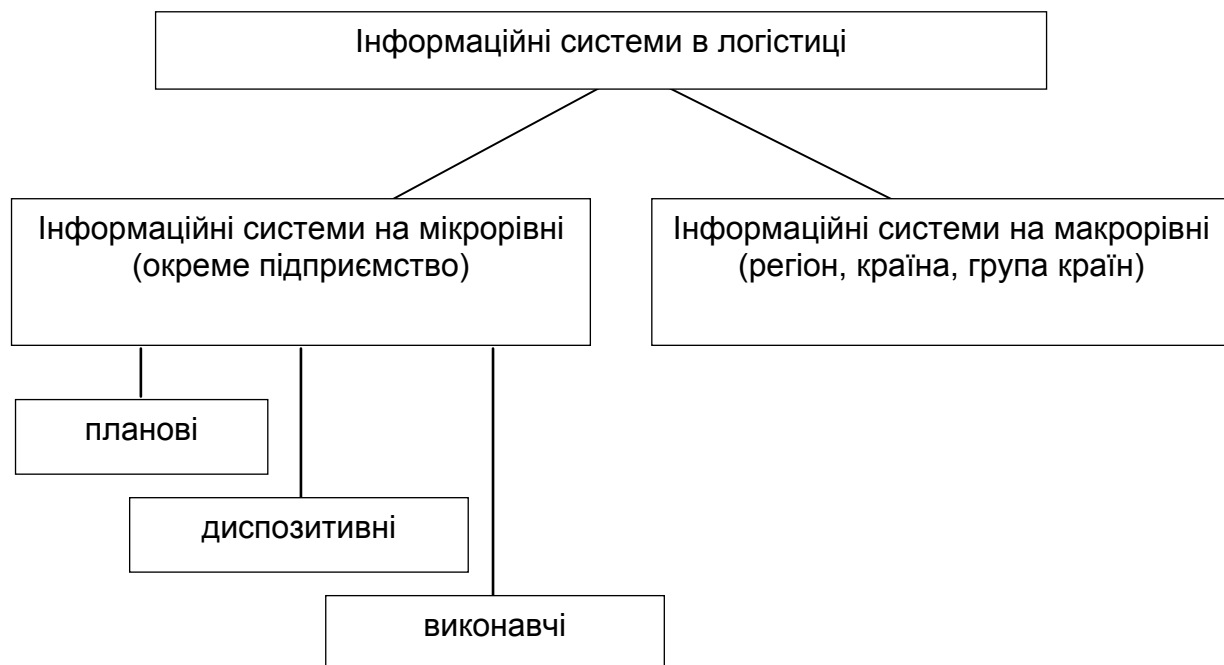 Інформаційні системи в логістиці
Інформаційні системи на мікрорівні
(окреме підприємство)
Інформаційні системи на макрорівні
(регіон, країна, група країн)
планові
диспозитивні
виконавчі